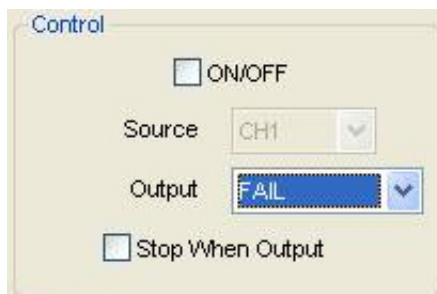 Control
ON/OFF
Source CH1
Output FAIL
Stop When Output